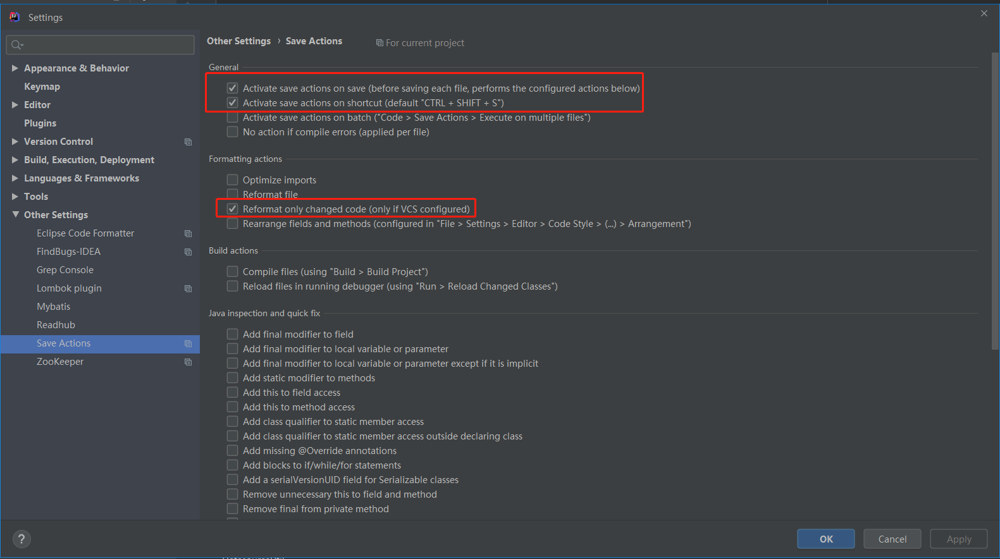 Settings
Other Settings › Save Actions For current project
Appearance & Behavior
Keymap
Editor
Plugins
Version Control
Build, Execution, Deployment
Languages & Frameworks
Tools
Other Settings
Eclipse Code Formatter
FindBugs-IDEA
Grep Console
Lombok plugin
Mybatis
Readhub
Save Actions
ZooKeeper
General
Activate save actions on save (before saving each file, performs the configured actions below)
Activate save actions on shortcut (default "CTRL + SHIFT + S")
Activate save actions on batch ("Code > Save Actions > Execute on multiple files")
No action if compile errors (applied per file)
Formatting actions
Optimize imports
Reformat file
Reformat only changed code (only if VCS configured)
Rearrange fields and methods (configured in "File > Settings > Editor > Code Style > (...) > Arrangement")
Build actions
Compile files (using "Build > Build Project")
Reload files in running debugger (using "Run > Reload Changed Classes")
Java inspection and quick fix
Add final modifier to field
Add final modifier to local variable or parameter
Add final modifier to local variable or parameter except if it is implicit
Add static modifier to methods
Add this to field access
Add this to method access
Add class qualifier to static member access
Add class qualifier to static member access outside declaring class
Add missing @Override annotations
Add blocks to if/while/for statements
Add a serialVersionUID field for Serializable classes
Remove unnecessary this to field and method
Remove final from private method
?
OK
Cancel
Apply